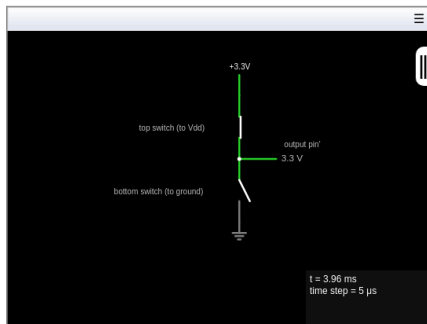 +3.3V
top switch (to Vdd)
output pin'
3.3 V
bottom switch (to ground)
t = 3.96 ms
time step = 5 µs